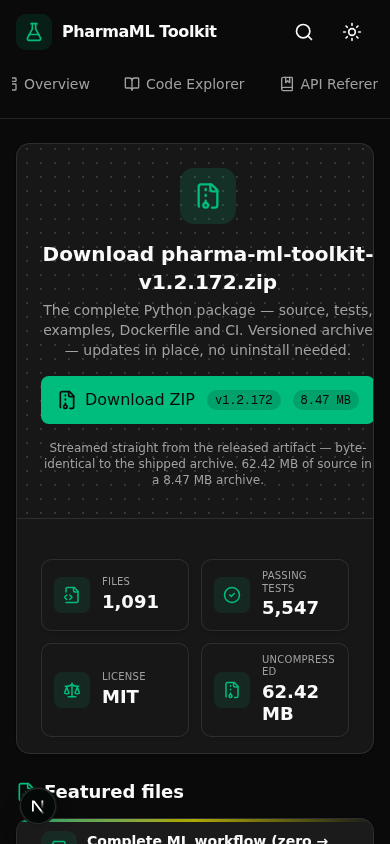 PharmaML Toolkit
Overview
Code Explorer
API Referen
Download pharma-ml-toolkit-
v1.2.172.zip
The complete Python package — source, tests,
examples, Dockerfile and CI. Versioned archive
— updates in place, no uninstall needed.
Download ZIP
v1.2.172
8.47 MB
Streamed straight from the released artifact — byte-
identical to the shipped archive. 62.42 MB of source in
a 8.47 MB archive.
FILES
1,091
PASSING
TESTS
5,547
LICENSE
MIT
UNCOMPRESS
ED
62.42
MB
Featured files
N
Complete ML workflow (zero →